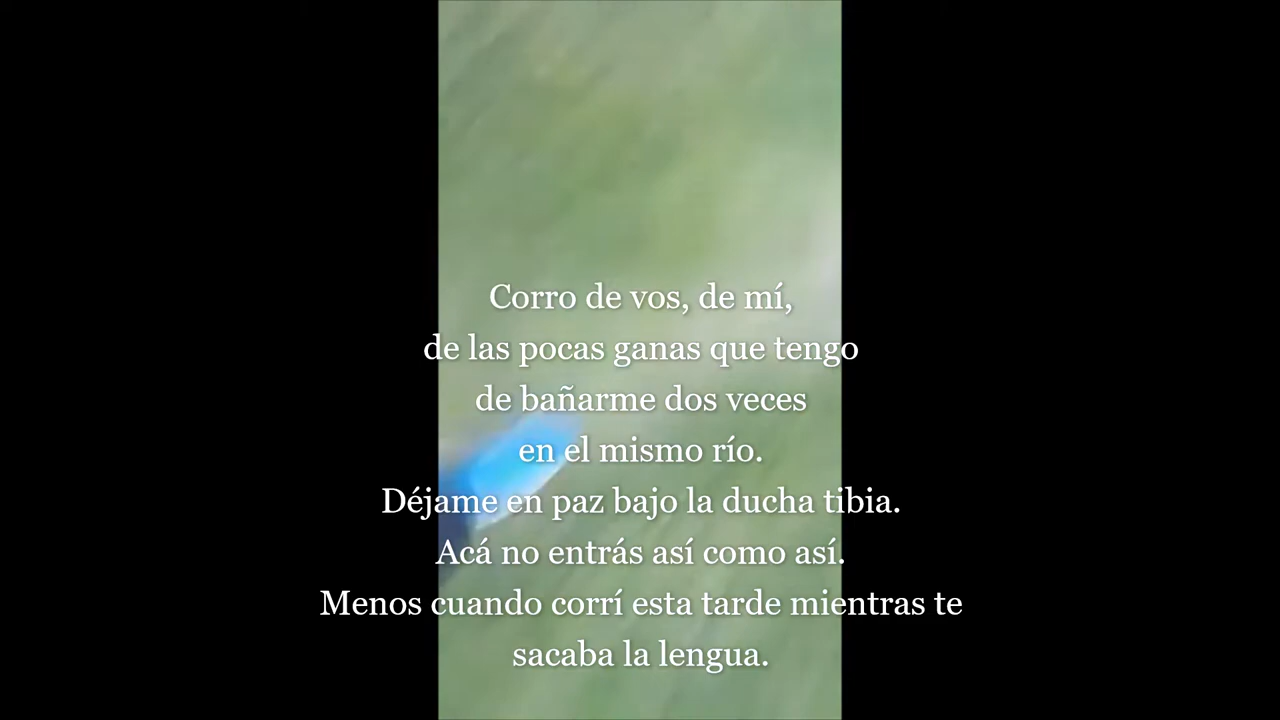 Corro de vos, de mí,
de las pocas ganas que tengo
de bañarme dos veces
en el mismo río.
Déjame en paz bajo la ducha tibia.
Acá no entrás así como así.
Menos cuando corrí esta tarde mientras te
sacaba la lengua.